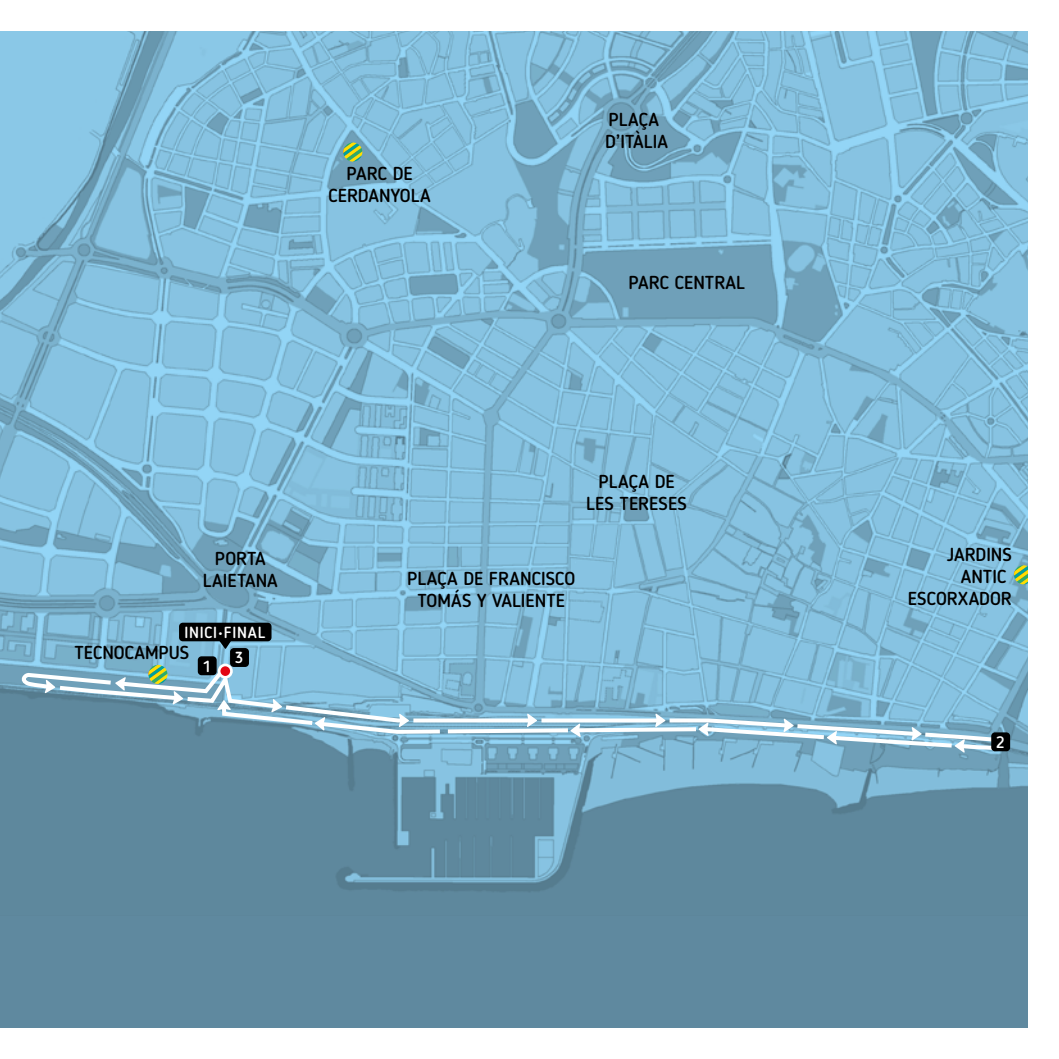 PLAÇA
D'ITÀLIA
PARC DE
CERDANYOLA
PARC CENTRAL
PLAÇA DE
LES TERESES
JARDINS
ANTIC
ESCORXADOR
PORTA
LAIETANA
PLAÇA DE FRANCISCO
TOMÁS Y VALIENTE
INICI·FINAL
TECNOCAMPUS
1
3
2